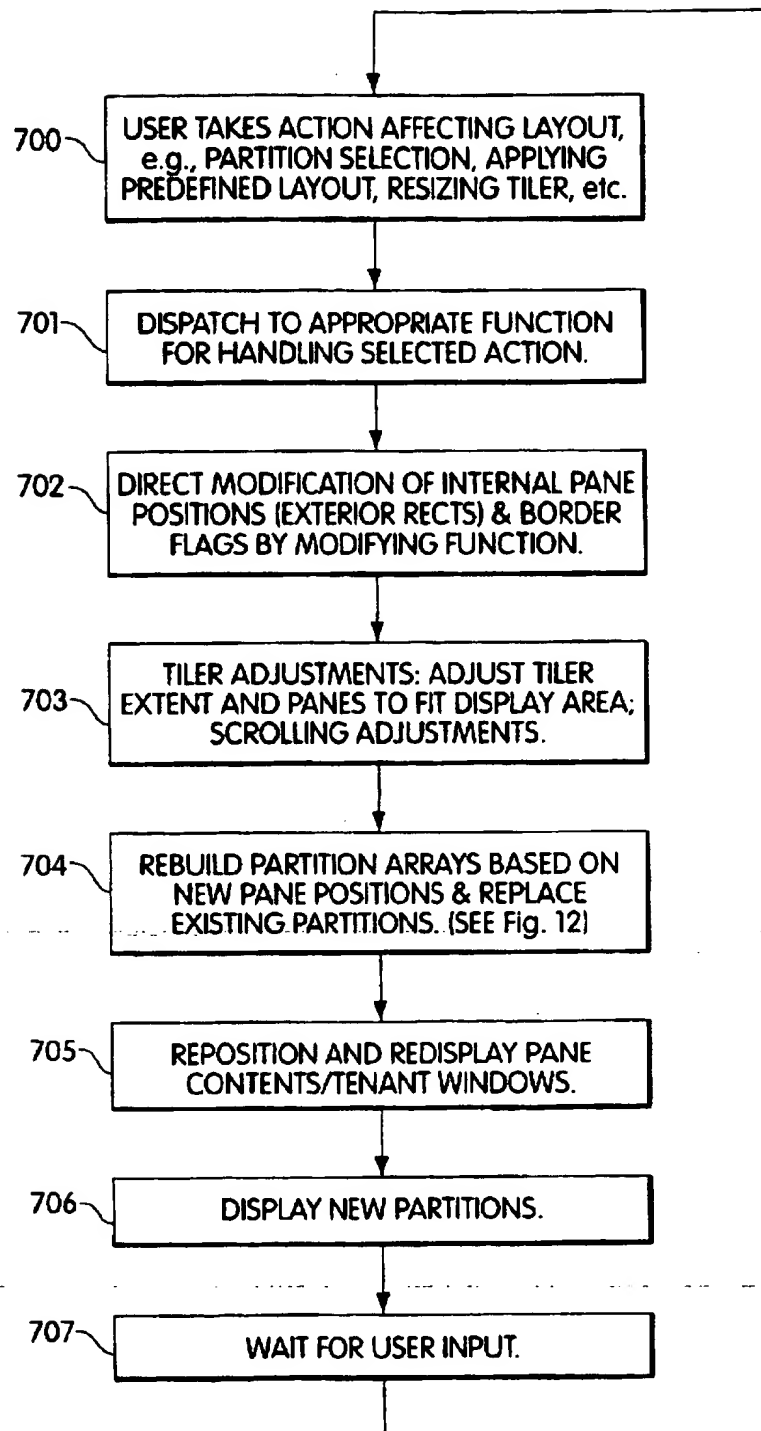 700
USER TAKES ACTION AFFECTING LAYOUT,
e.g., PARTITION SELECTION, APPLYING
PREDEFINED LAYOUT, RESIZING TILER, etc.
701
DISPATCH TO APPROPRIATE FUNCTION
FOR HANDLING SELECTED ACTION.
702
DIRECT MODIFICATION OF INTERNAL PANE
POSITIONS (EXTERIOR RECTS) & BORDER
FLAGS BY MODIFYING FUNCTION.
703
TILER ADJUSTMENTS: ADJUST TILER
EXTENT AND PANES TO FIT DISPLAY AREA;
SCROLLING ADJUSTMENTS.
704
REBUILD PARTITION ARRAYS BASED ON
NEW PANE POSITIONS & REPLACE
EXISTING PARTITIONS. (SEE Fig. 12)
705
REPOSITION AND REDISPLAY PANE
CONTENTS/TENANT WINDOWS.
706
DISPLAY NEW PARTITIONS.
707
WAIT FOR USER INPUT.